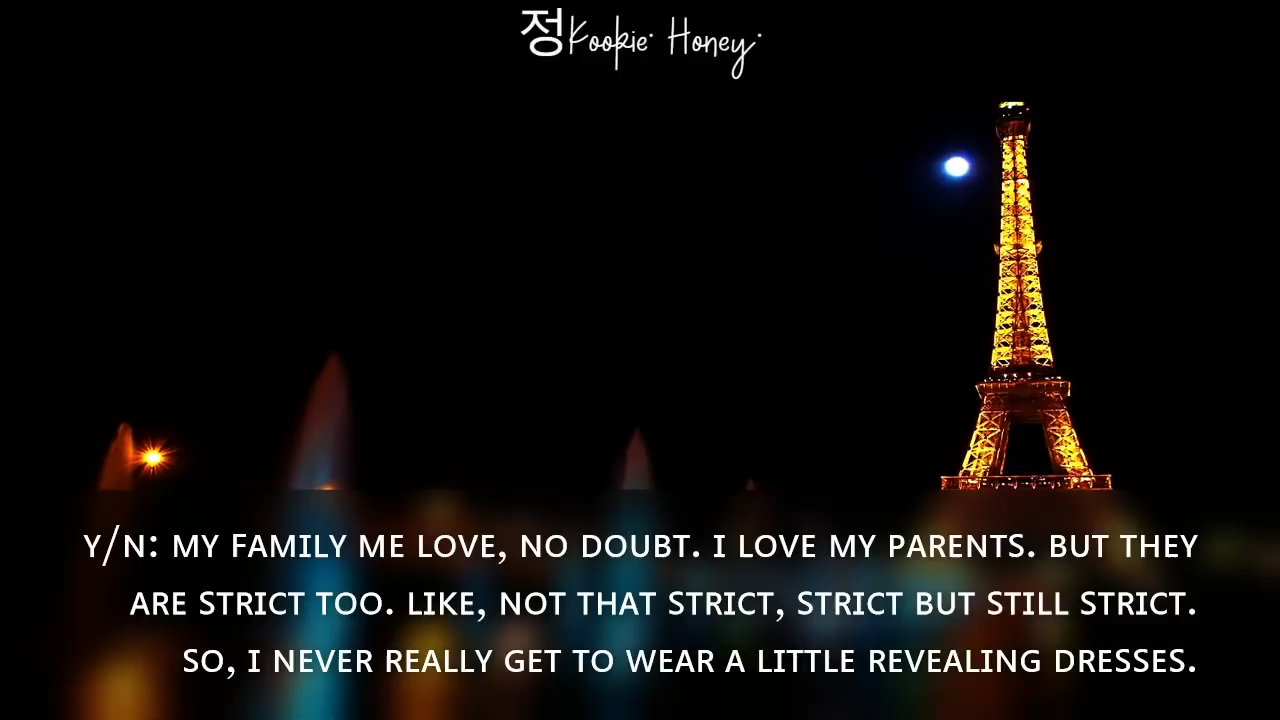 정Kookie Honey
Y/N: MY FAMILY ME LOVE, NO DOUBT. I LOVE MY PARENTS. BUT THEY
ARE STRICT TOO. LIKE, NOT THAT STRICT, STRICT BUT STILL STRICT.
SO, I NEVER REALLY GET TO WEAR A LITTLE REVEALING DRESSES.